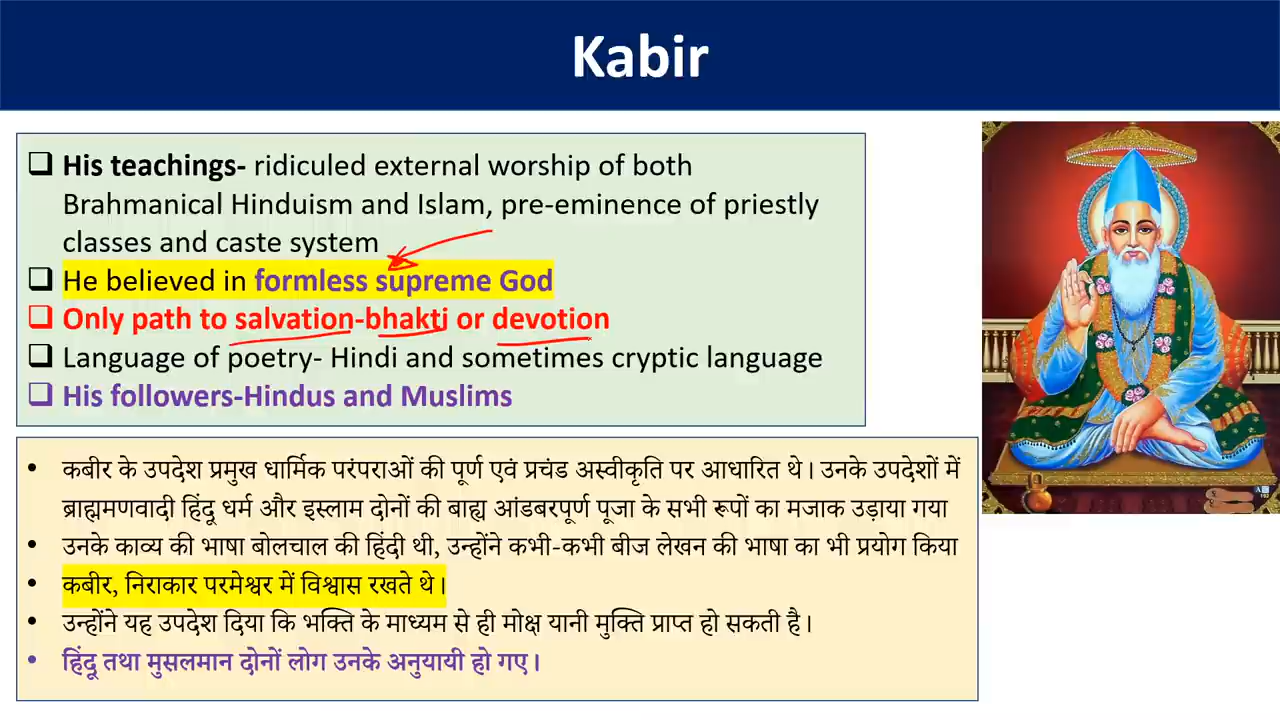 Kabir
His teachings- ridiculed external worship of both
Brahmanical Hinduism and Islam, pre-eminence of priestly
classes and caste system
He believed in formless supreme God
Only path to salvation-bhakti or devotion
Language of poetry- Hindi and sometimes cryptic language
His followers-Hindus and Muslims
• कबीर के उपदेश प्रमुख धार्मिक परंपराओं की पूर्ण एवं प्रचंड अस्वीकृति पर आधारित थे। उनके उपदेशों में
ब्राह्मणवादी हिंदू धर्म और इस्लाम दोनों की बाह्य आंडबरपूर्ण पूजा के सभी रूपों का मजाक उड़ाया गया
• उनके काव्य की भाषा बोलचाल की हिंदी थी, उन्होंने कभी-कभी बीज लेखन की भाषा का भी प्रयोग किया
• कबीर, निराकार परमेश्वर में विश्वास रखते थे।
• उन्होंने यह उपदेश दिया कि भक्ति के माध्यम से ही मोक्ष यानी मुक्ति प्राप्त हो सकती है।
• हिंदू तथा मुसलमान दोनों लोग उनके अनुयायी हो गए।